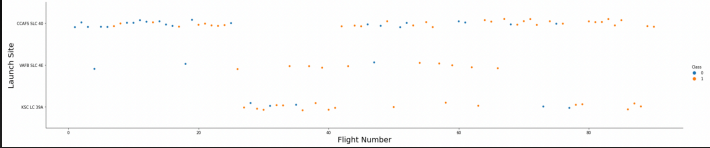 CCAFS SLC 40
VAFB SLC 4E
KSC LC 39A
Launch Site
0
20
40
60
80
Flight Number
Class
0
1